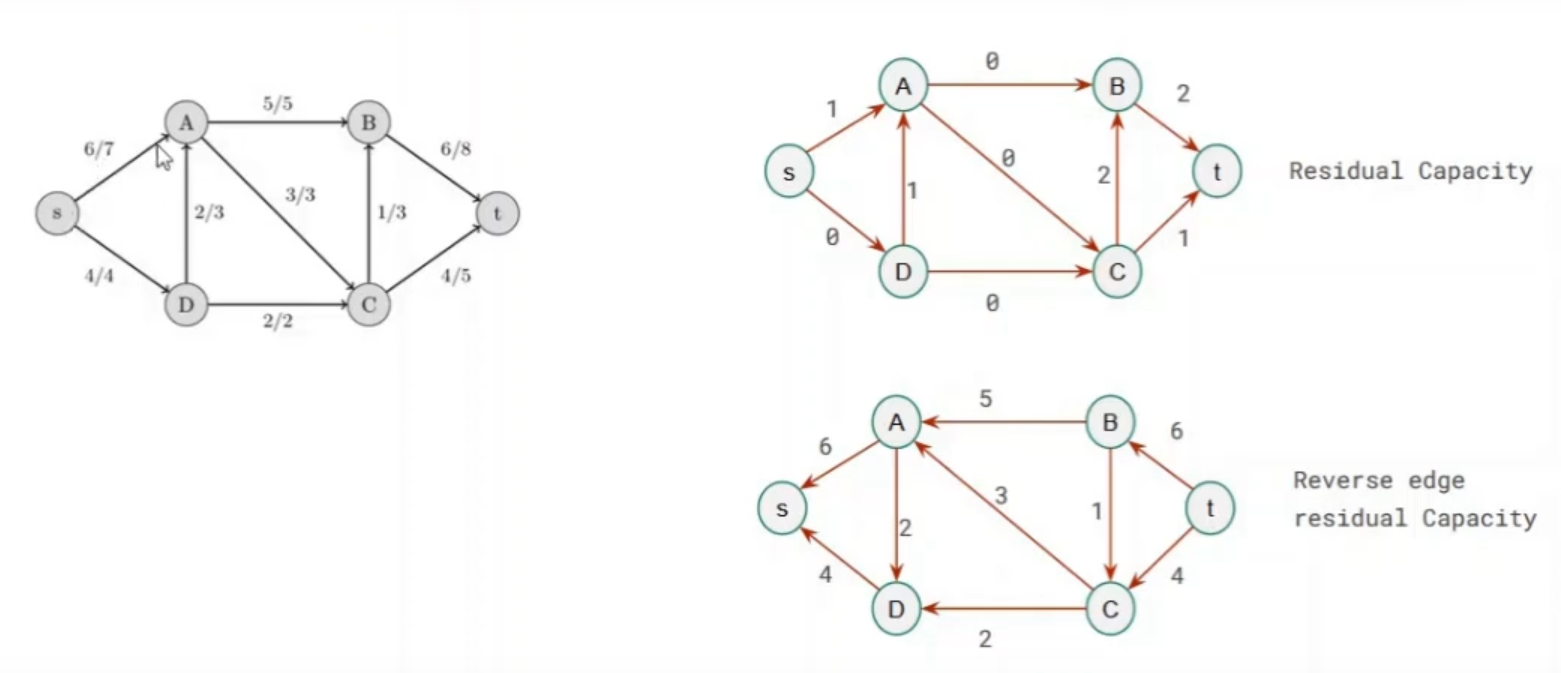 5/5
A
B
6/7
6/8
3/3
s
2/3
1/3
t
4/4
4/5
D
C
2/2
0
A
B
1
2
0
s
1
2
t
Residual Capacity
0
1
D
C
0
5
A
B
6
6
3
s
2
1
t
Reverse edge
residual Capacity
4
4
D
C
2